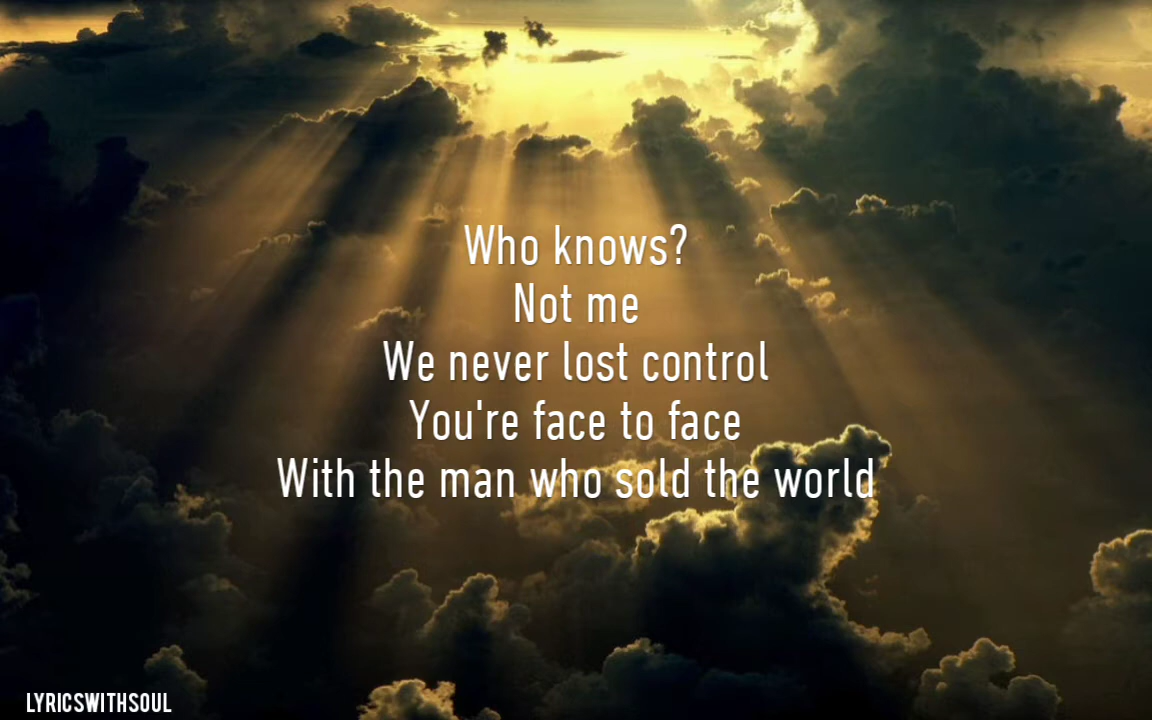 Who knows?
Not me
We never lost control
You're face to face
With the man who sold the world
LYRICSWITHSOUL